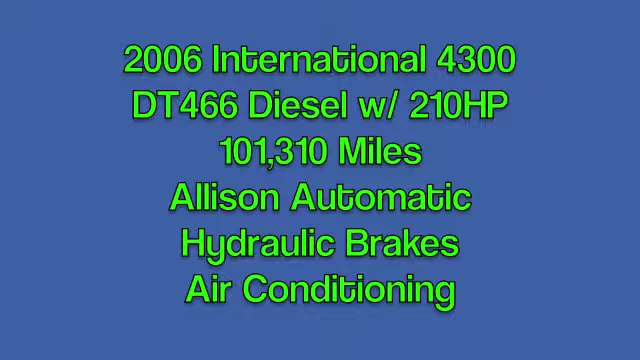 2006 International 4300
DT466 Diesel w/ 210HP
101,310 Miles
Allison Automatic
Hydraulic Brakes
Air Conditioning